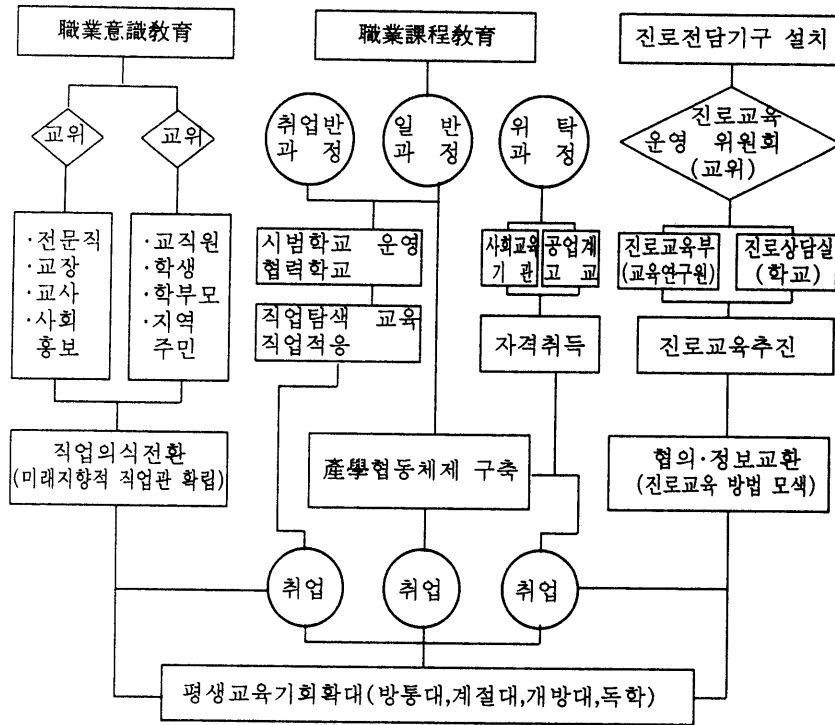 職業意識教育
職業課程教育
진로전담기구 설치
교위
교위
취업반
과 정
일 반
과 정
위 탁
과 정
진로교육
운영 위원회
(교위)
·전문직
·교장
·교사
·사회
홍보
·교직원
·학생
·학부모
·지역
주민
시범학교 운영
협력학교
직업탐색 교육
직업적응
사회교육
기 관
공업계
고 교
진로교육부
(교육연구원)
진로상담실
(학교)
자격취득
진로교육추진
직업의식전환
(미래지향적 직업관 확립)
産學협동체제 구축
협의·정보교환
(진로교육 방법 모색)
취업
취업
취업
평생교육기회확대(방통대,계절대,개방대,독학)